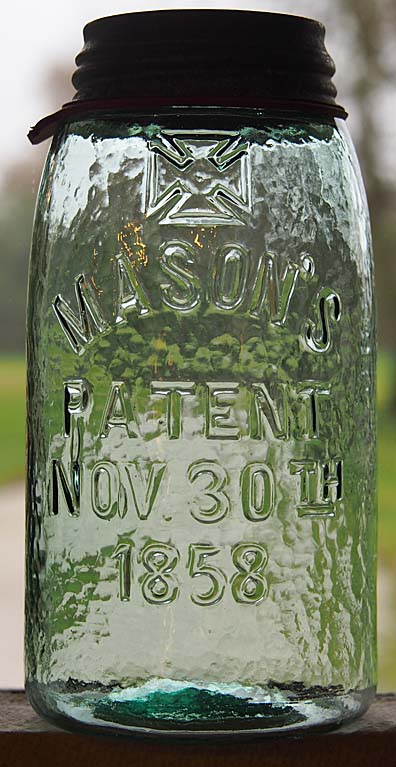 MASON'S
PATENT
NOV. 30TH
1858